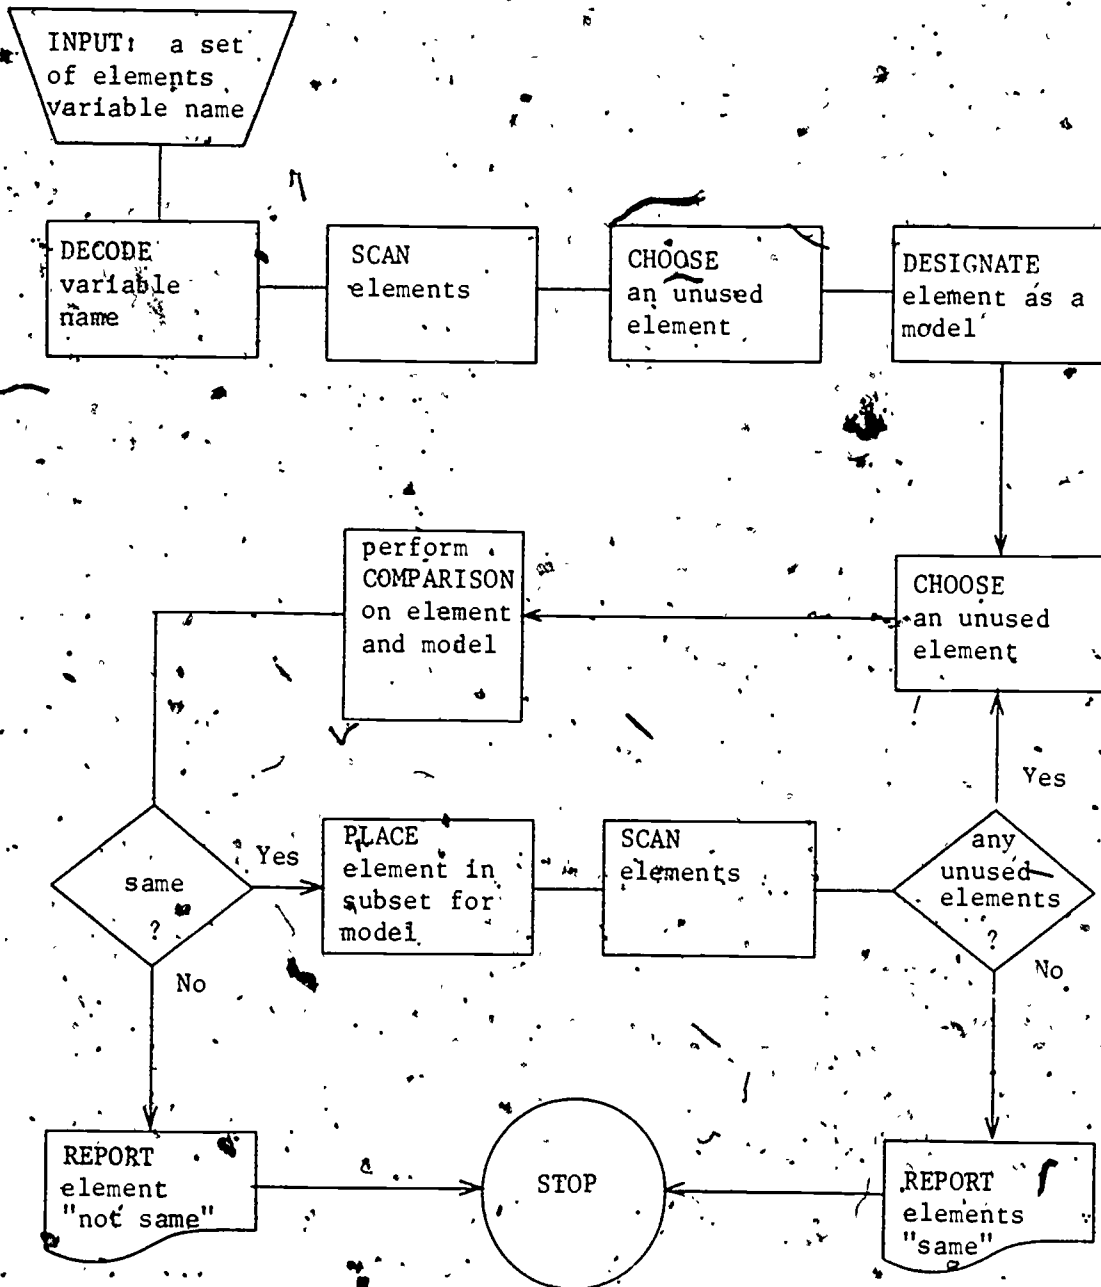 INPUT: a set
of elements
variable name
DECODE
variable
name
SCAN
elements
CHOOSE
an unused
element
DESIGNATE
element as a
model
perform
COMPARISON
on element
and model
CHOOSE
an unused
element
Yes
same
?
Yes
No
PLACE
element in
subset for
model
SCAN
elements
any
unused
elements
?
No
REPORT
element
"not same"
STOP
REPORT
elements
"same"